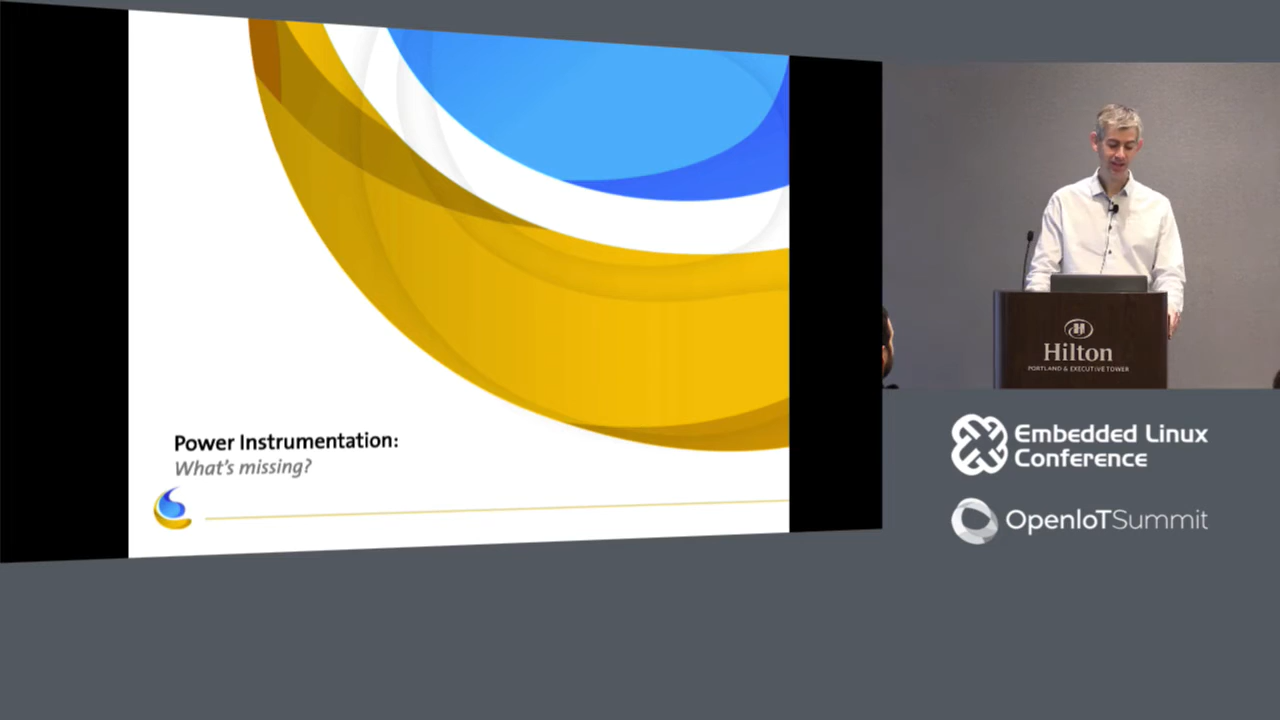 Power Instrumentation:
What's missing?
Hilton
PORTLAND & EXECUTIVE TOWER
Embedded Linux
Conference
OpenIoTSummit